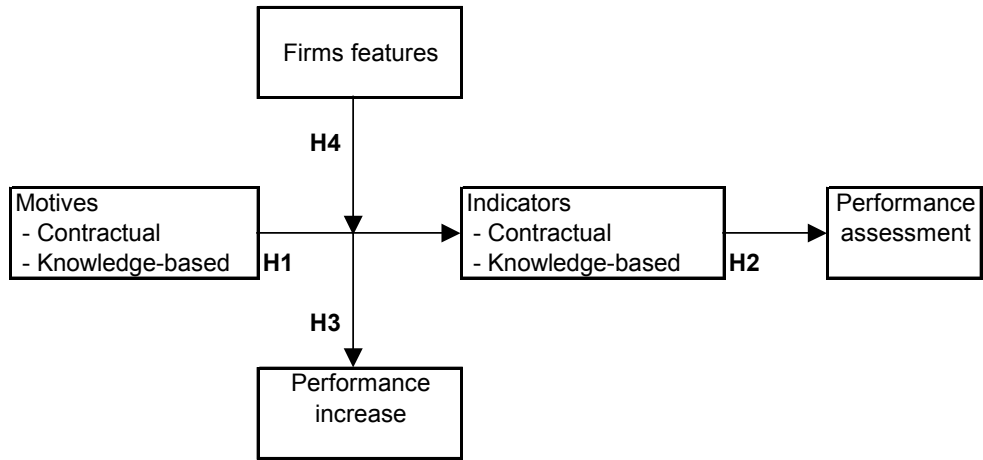 Firms features
H4
Motives
- Contractual
- Knowledge-based
H1
Indicators
- Contractual
- Knowledge-based
H2
Performance
assessment
H3
Performance
increase